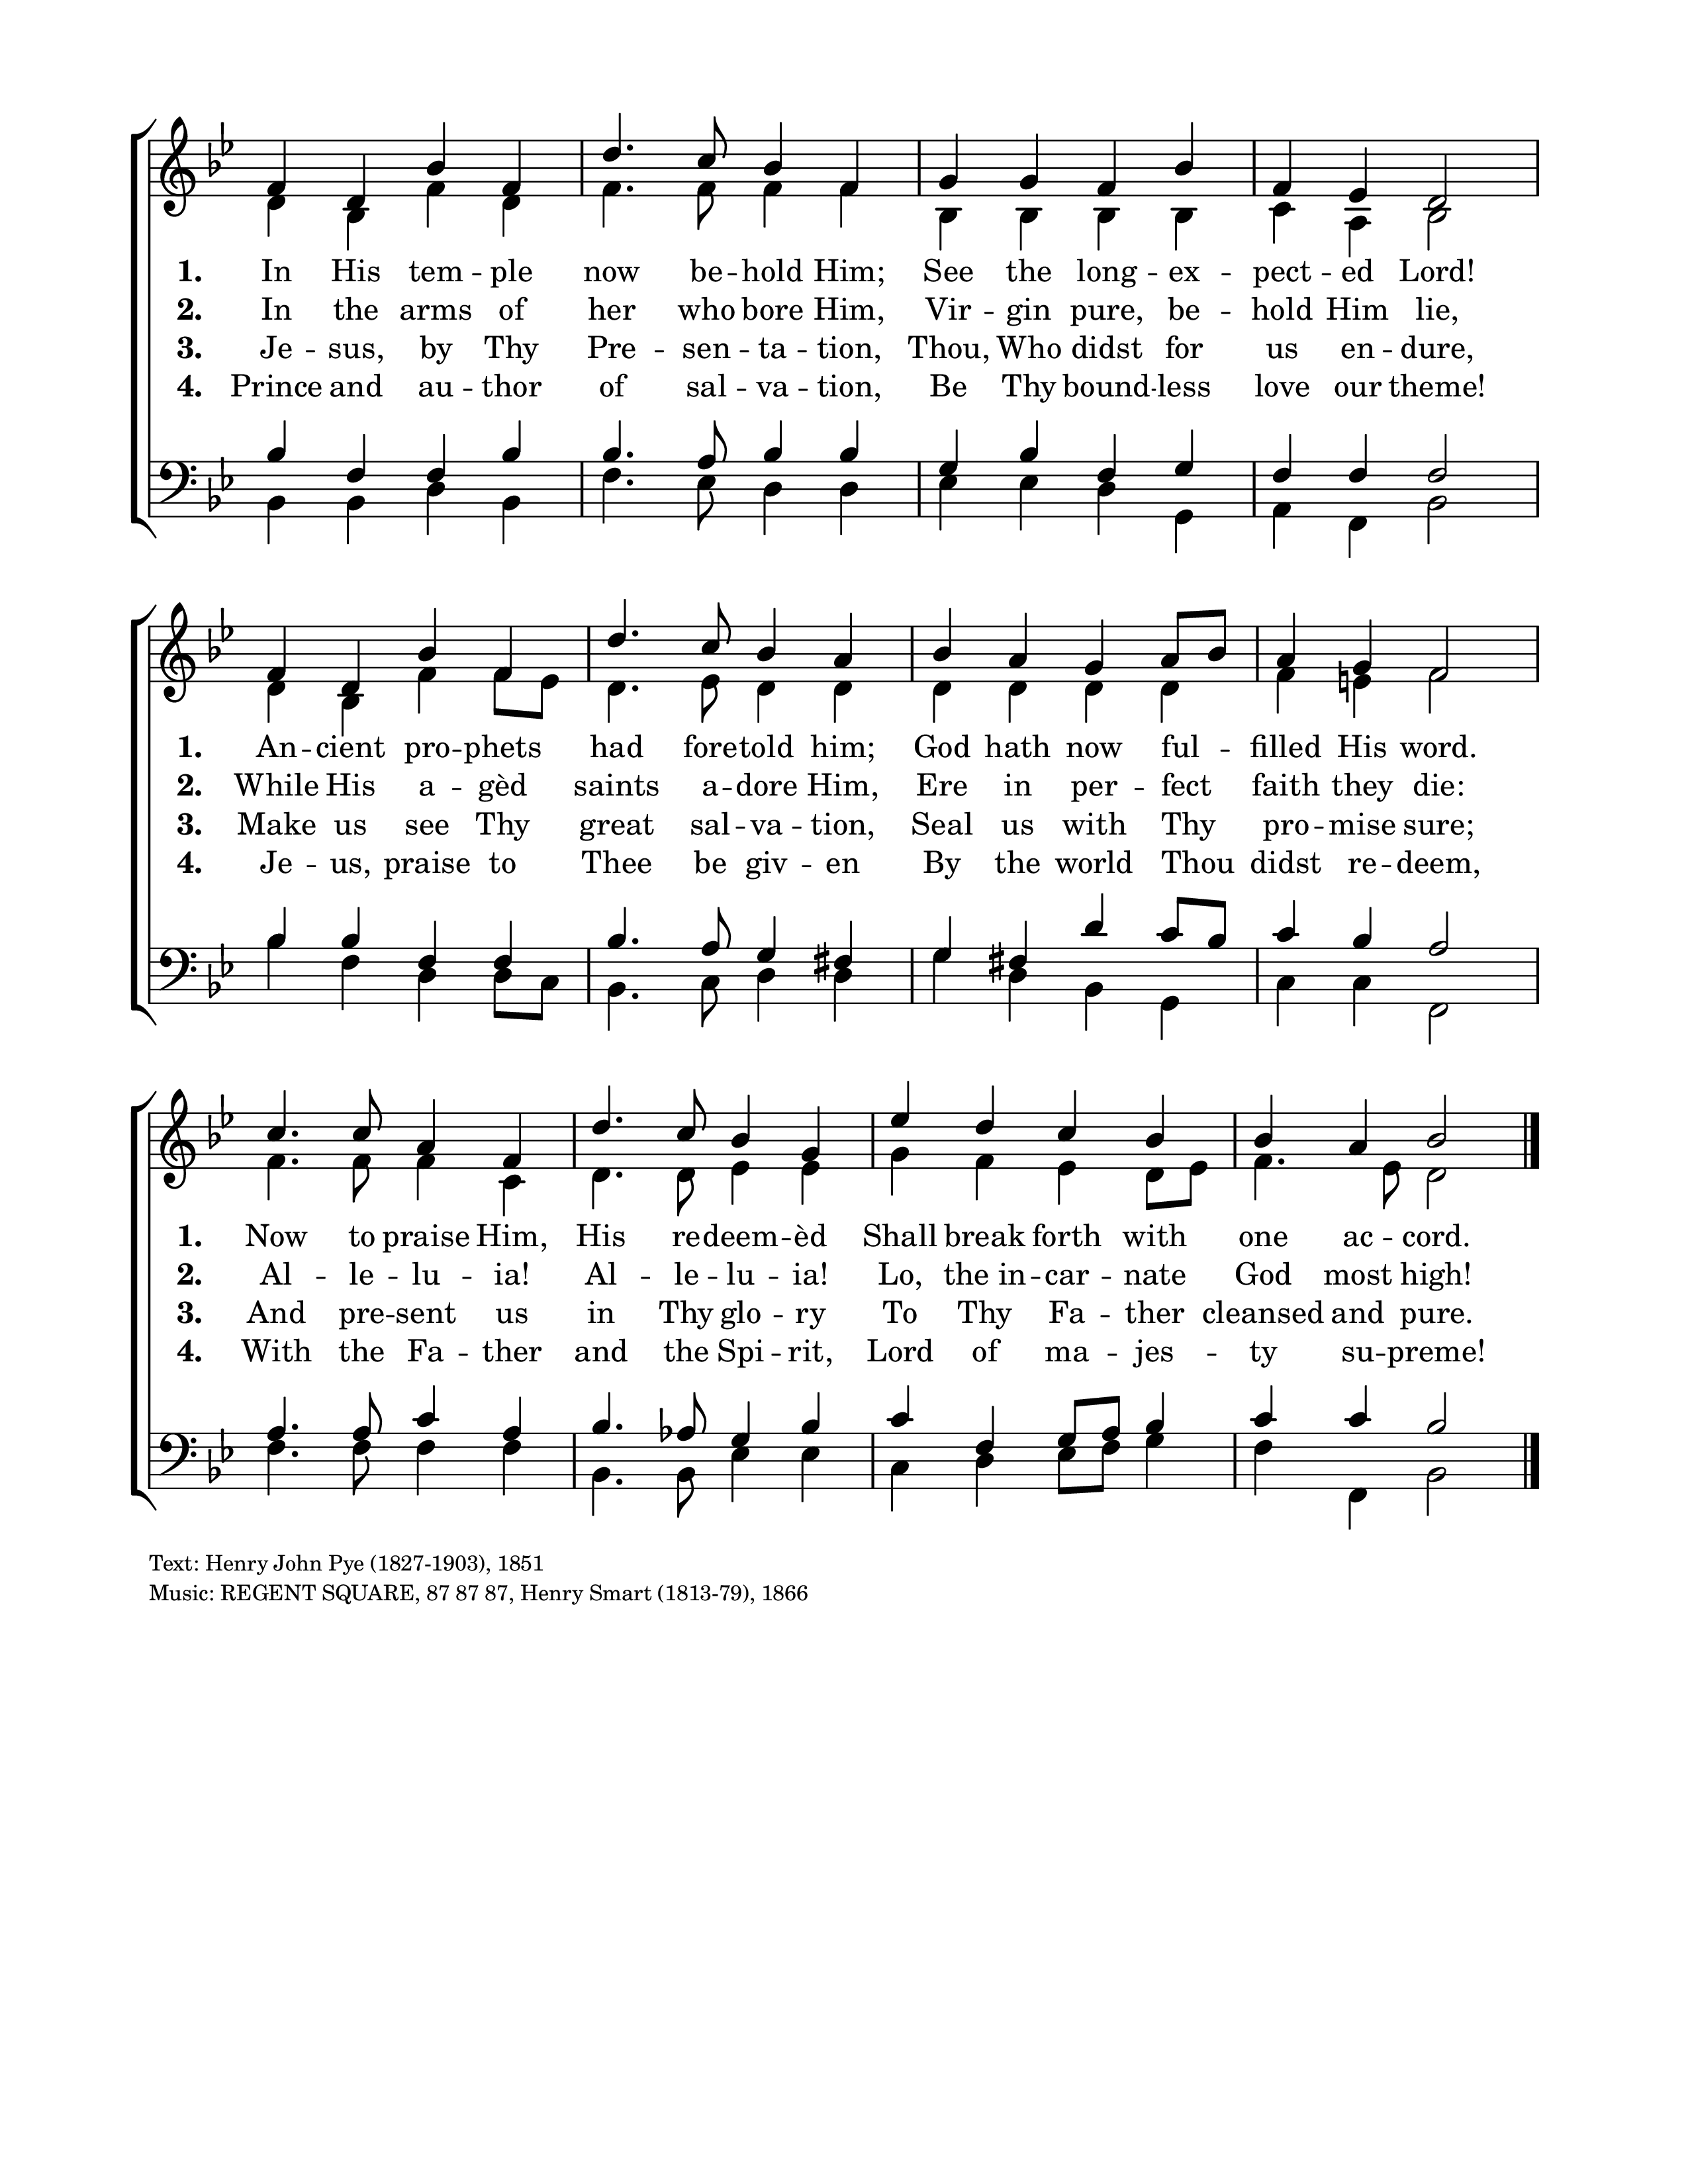 1. In His tem -- ple now be -- hold Him; See the long -- ex -- pect -- ed Lord!
2. In the arms of her who bore Him, Vir -- gin pure, be -- hold Him lie,
3. Je -- sus, by Thy Pre -- sen -- ta -- tion, Thou, Who didst for us en -- dure,
4. Prince and au -- thor of sal -- va -- tion, Be Thy bound -- less love our theme!
1. An -- cient pro -- phets had fore -- told him; God hath now ful -- filled His word.
2. While His a -- gèd saints a -- dore Him, Ere in per -- fect faith they die:
3. Make us see Thy great sal -- va -- tion, Seal us with Thy pro -- mise sure;
4. Je -- us, praise to Thee be giv -- en By the world Thou didst re -- deem,
1. Now to praise Him, His re -- deem -- èd Shall break forth with one ac -- cord.
2. Al -- le -- lu -- ia! Al -- le -- lu -- ia! Lo, the in -- car -- nate God most high!
3. And pre -- sent us in Thy glo -- ry To Thy Fa -- ther cleansed and pure.
4. With the Fa -- ther and the Spi -- rit, Lord of ma -- jes -- ty su -- preme!
Text: Henry John Pye (1827-1903), 1851
Music: REGENT SQUARE, 87 87 87, Henry Smart (1813-79), 1866